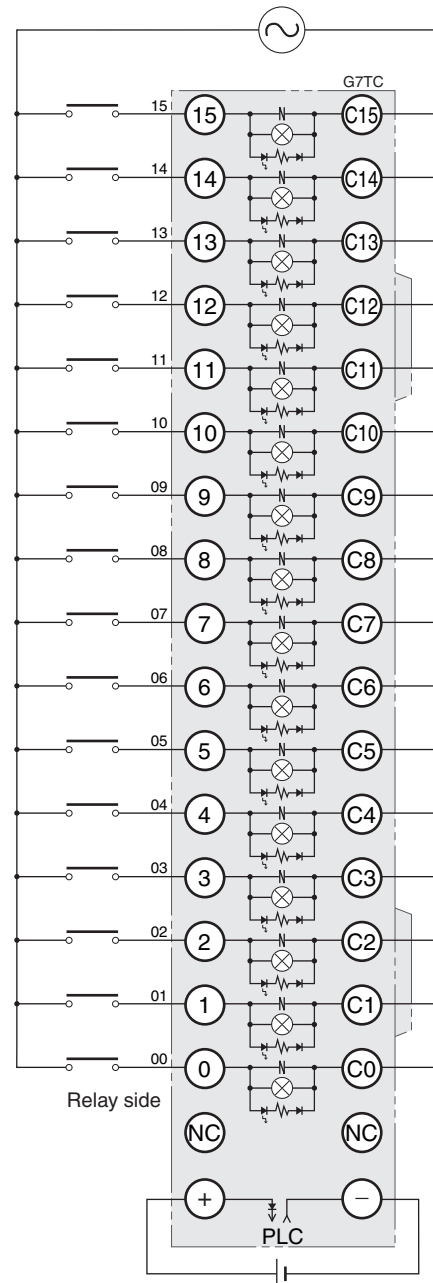 G7TC
15 15 N C15
14 14 N C14
13 13 N C13
12 12 N C12
11 11 N C11
10 10 N C10
09 9 N C9
08 8 N C8
07 7 N C7
06 6 N C6
05 5 N C5
04 4 N C4
03 3 N C3
02 2 N C2
01 1 N C1
00 0 N C0
Relay side
NC NC
+ −
PLC